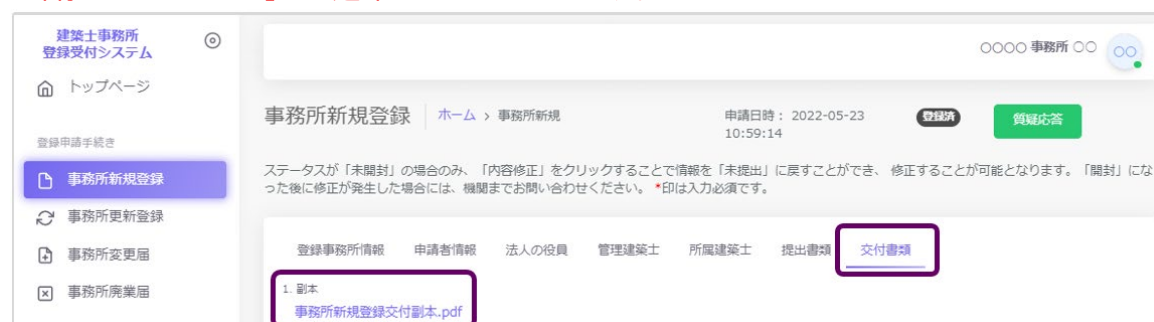 建築士事務所
登録受付システム
○○○○ 事務所 ○○
○○
トップページ
事務所新規登録
ホーム > 事務所新規
申請日時： 2022-05-23
10:59:14
登録済
質疑応答
登録申請手続き
ステータスが「未開封」の場合のみ、「内容修正」をクリックすることで情報を「未提出」に戻すことができ、 修正することが可能となります。「開封」にな
った後に修正が発生した場合には、機関までお問い合わせください。 *印は入力必須です。
事務所新規登録
事務所更新登録
事務所変更届
事務所廃業届
登録事務所情報
申請者情報
法人の役員
管理建築士
所属建築士
提出書類
交付書類
1. 副本
事務所新規登録交付副本.pdf